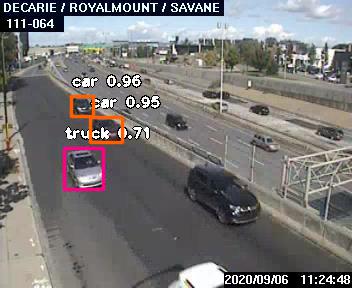 DECARIE / ROYALMOUNT / SAVANE
111-064
car 0.96
car 0.95
truck 0.71
2020/09/06 11:24:48